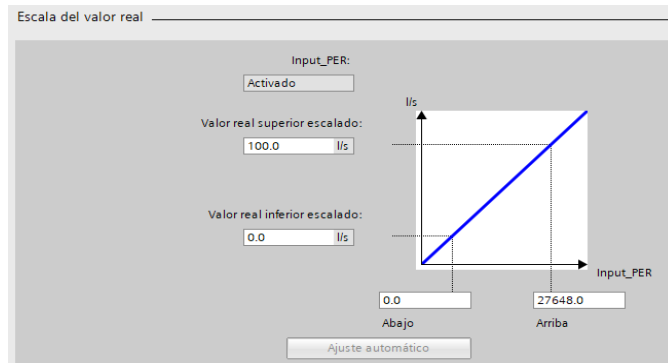 Escala del valor real
Input_PER:
Activado
l/s
Valor real superior escalado:
100.0 l/s
Valor real inferior escalado:
0.0 l/s
Input_PER
0.0 27648.0
Abajo Arriba
Ajuste automático